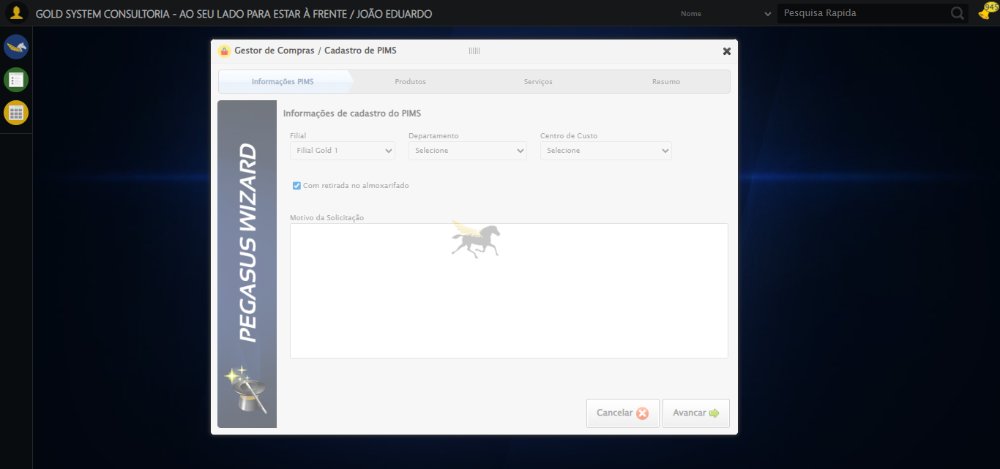 GOLD SYSTEM CONSULTORIA - AO SEU LADO PARA ESTAR À FRENTE / JOÃO EDUARDO
Nome
Pesquisa Rapida
945
Gestor de Compras / Cadastro de PIMS
Informações PIMS
Produtos
Serviços
Resumo
PEGASUS WIZARD
Informações de cadastro do PIMS
Filial
Departamento
Centro de Custo
Filial Gold 1
Selecione
Selecione
Com retirada no almoxarifado
Motivo da Solicitação
Cancelar
Avancar